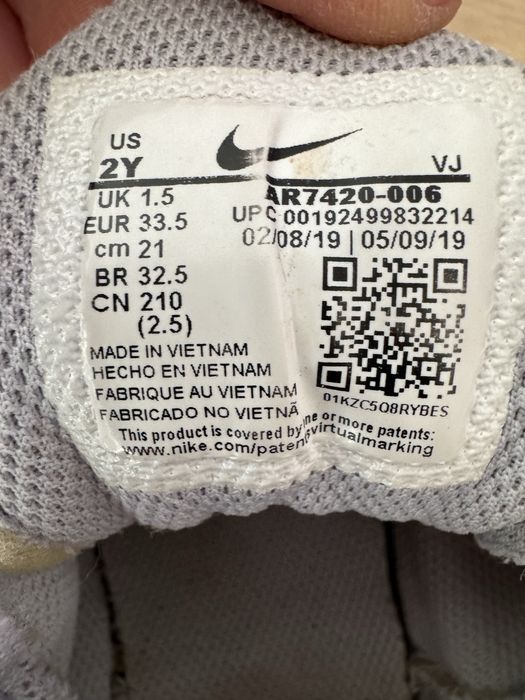 US
2Y
VJ
UK 1.5
AR7420-006
EUR 33.5
UPC 00192499832214
cm 21
02/08/19 | 05/09/19
BR 32.5
CN 210
(2.5)
MADE IN VIETNAM
HECHO EN VIETNAM
FABRIQUE AU VIETNAM
FABRICADO NO VIETNÃ
01KZC5Q8RYBES
This product is covered by one or more patents:
www.nike.com/patents virtualmarking